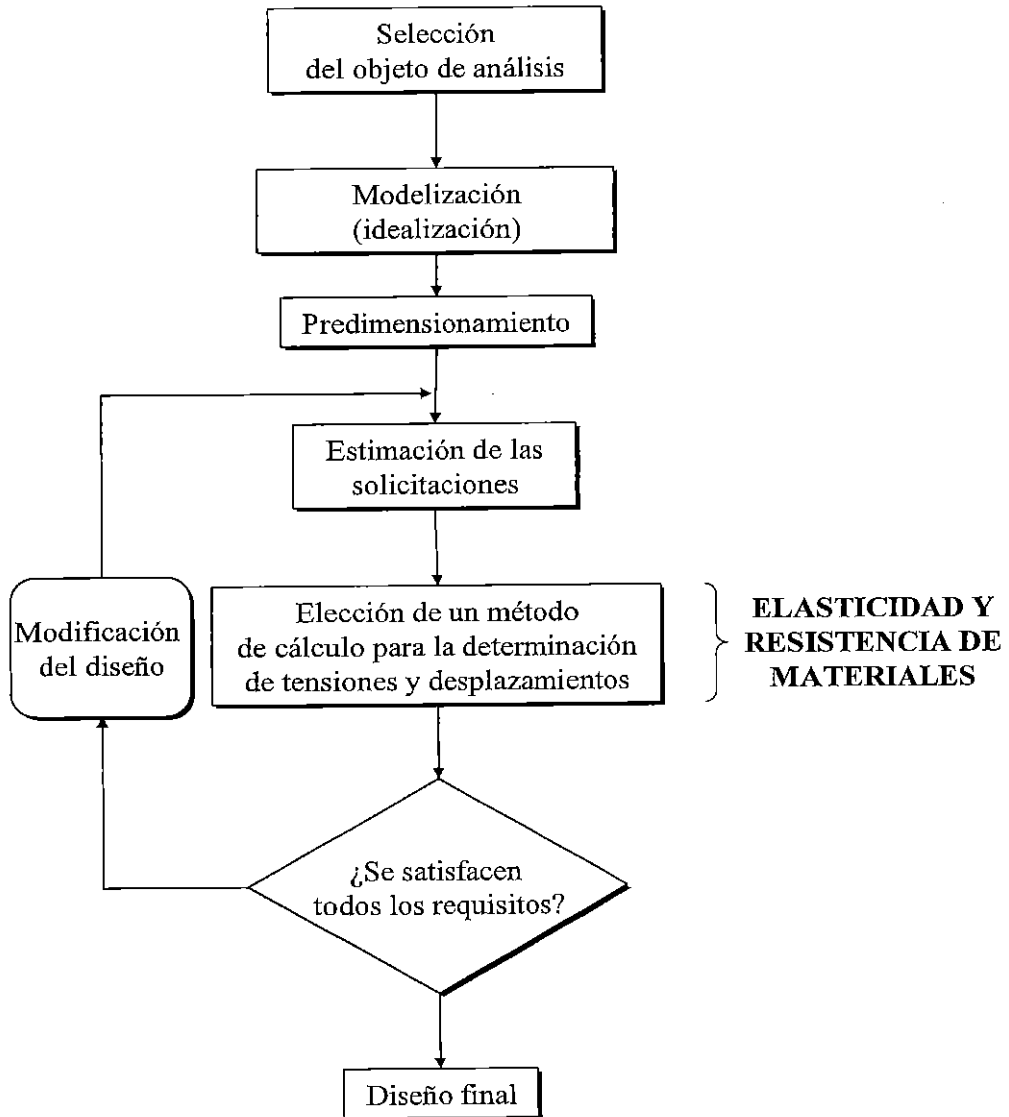 Selección
del objeto de análisis
Modelización
(idealización)
Predimensionamiento
Estimación de las
solicitaciones
Elección de un método
de cálculo para la determinación
de tensiones y desplazamientos
ELASTICIDAD Y
RESISTENCIA DE
MATERIALES
Modificación
del diseño
¿Se satisfacen
todos los requisitos?
Diseño final